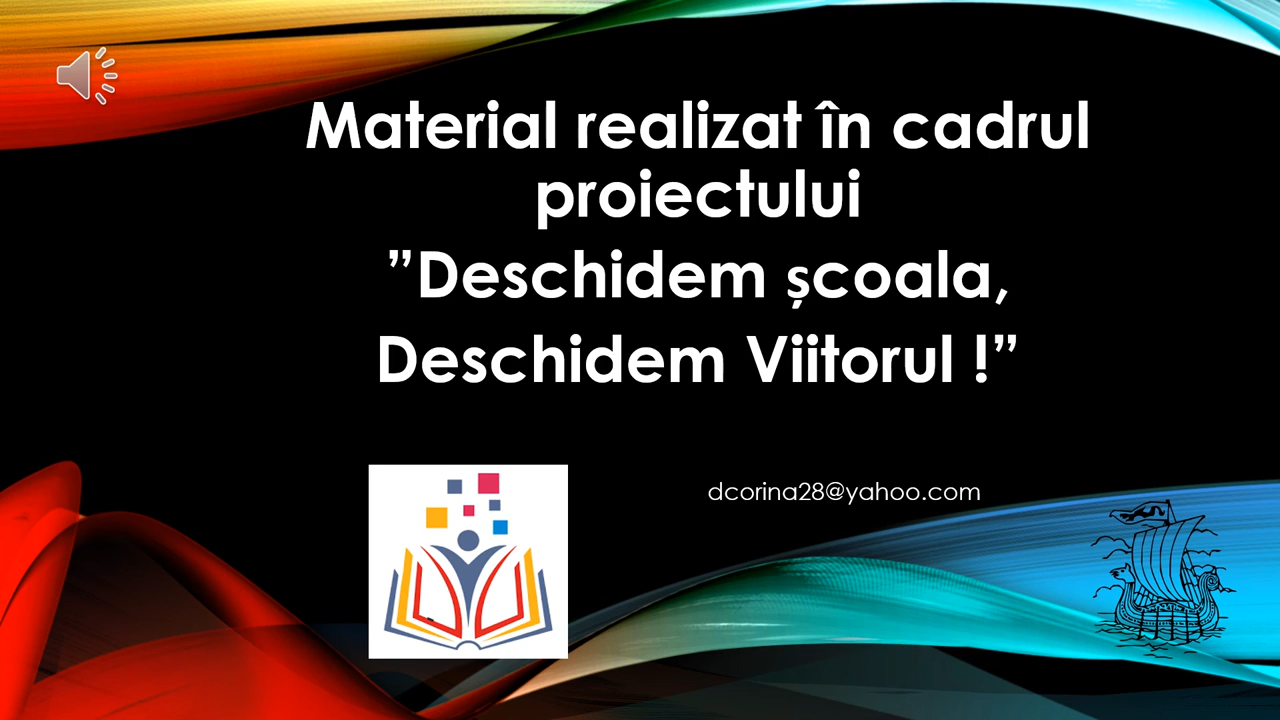 Material realizat în cadrul
proiectului
”Deschidem școala,
Deschidem Viitorul !”
dcorina28@yahoo.com